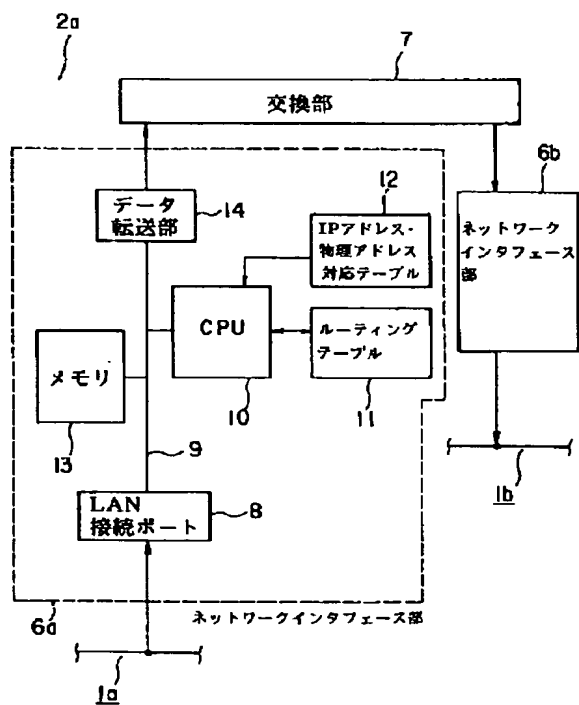 2a
7
交換部
6b
12
データ
転送部
14
IPアドレス・
物理アドレス
対応テーブル
ネットワーク
インタフェース
部
CPU
ルーティング
テーブル
メモリ
10
11
13
9
1b
LAN
接続ポート
8
6a
ネットワークインタフェース部
1a